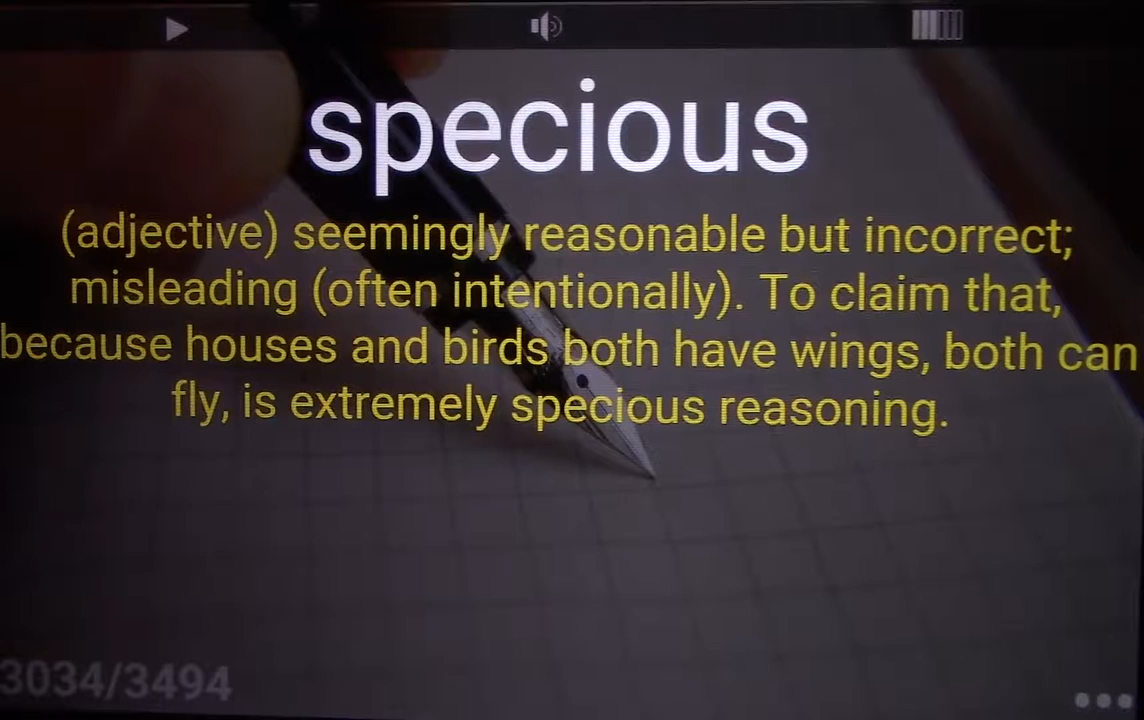 specious
(adjective) seemingly reasonable but incorrect;
misleading (often intentionally). To claim that,
because houses and birds both have wings, both can
fly, is extremely specious reasoning.
3034/3494